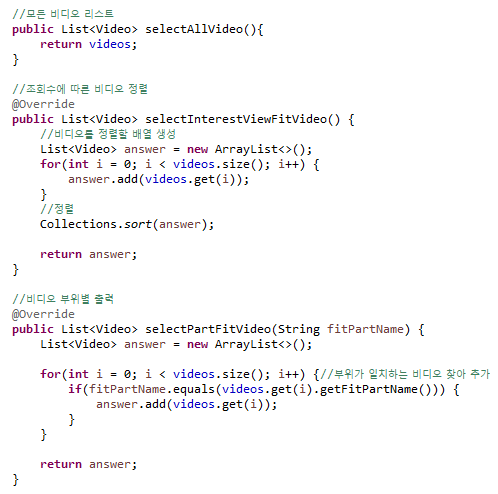 //모든 비디오 리스트
public List<Video> selectAllVideo(){
    return videos;
}

//조회수에 따른 비디오 정렬
@Override
public List<Video> selectInterestViewFitVideo() {
    //비디오를 정렬할 배열 생성
    List<Video> answer = new ArrayList<>();
    for(int i = 0; i < videos.size(); i++) {
        answer.add(videos.get(i));
    }
    //정렬
    Collections.sort(answer);

    return answer;
}

//비디오 부위별 출력
@Override
public List<Video> selectPartFitVideo(String fitPartName) {
    List<Video> answer = new ArrayList<>();

    for(int i = 0; i < videos.size(); i++) {//부위가 일치하는 비디오 찾아 추가
        if(fitPartName.equals(videos.get(i).getFitPartName())) {
            answer.add(videos.get(i));
        }
    }

    return answer;
}